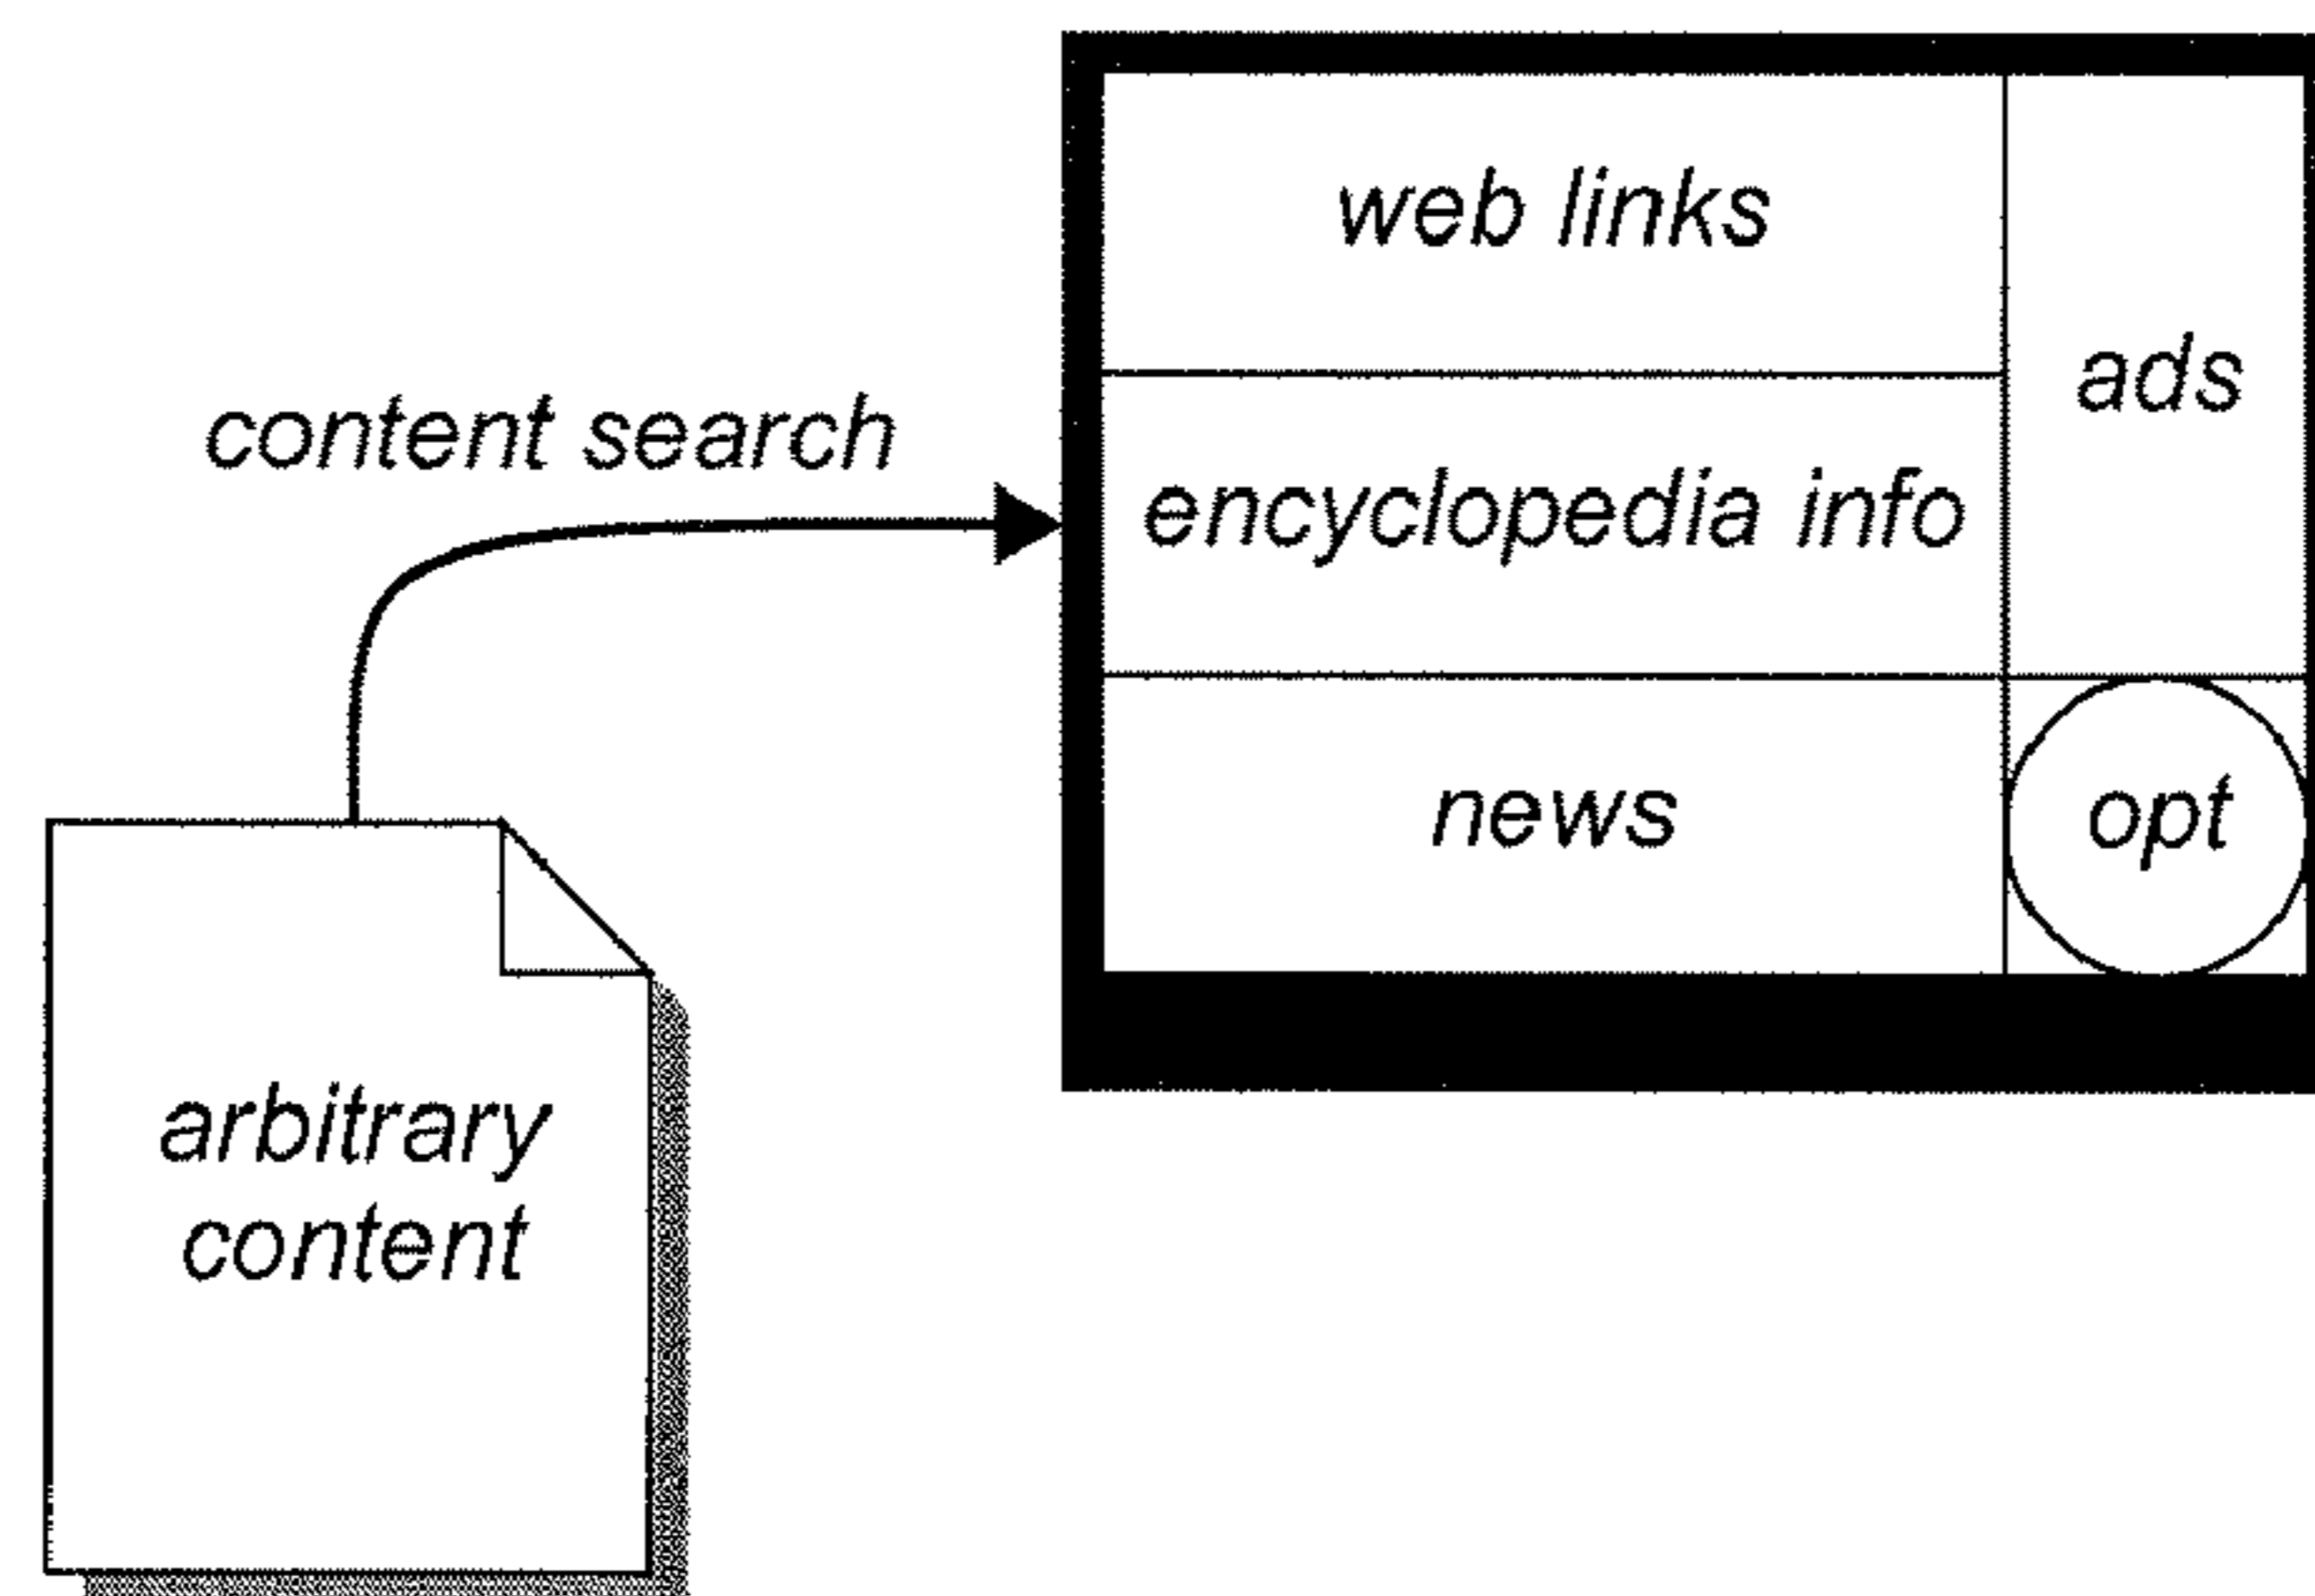 content search
arbitrary
content
web links
encyclopedia info
news
ads
opt